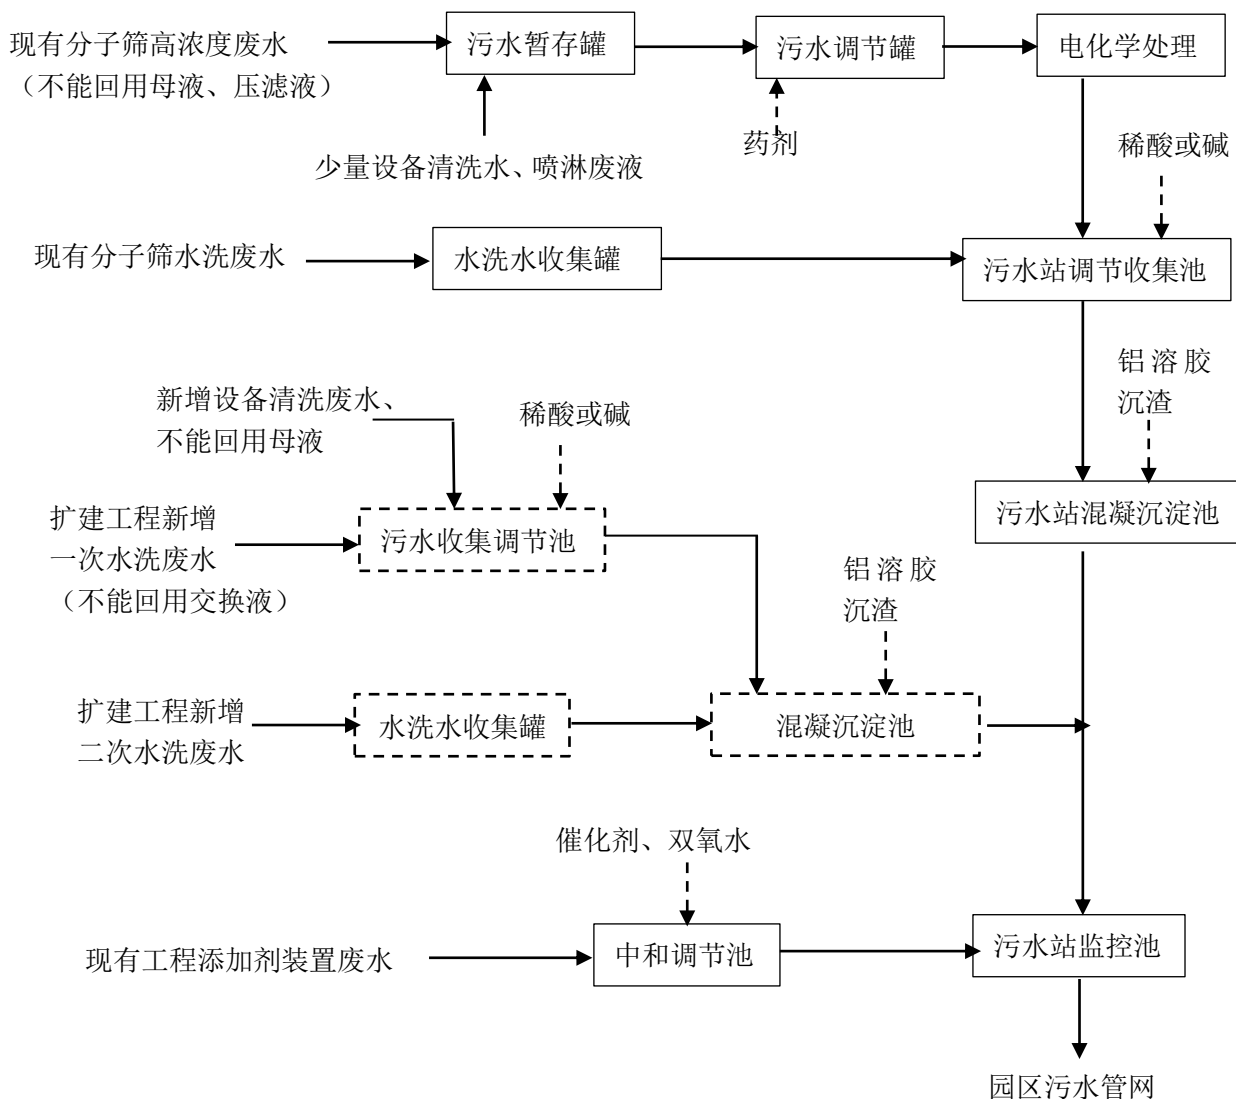 现有分子筛高浓度废水
（不能回用母液、压滤液）
污水暂存罐
污水调节罐
电化学处理
药剂
稀酸或碱
少量设备清洗水、喷淋废液
现有分子筛水洗废水
水洗水收集罐
污水站调节收集池
铝溶胶
沉渣
新增设备清洗废水、
不能回用母液
稀酸或碱
扩建工程新增
一次水洗废水
（不能回用交换液）
污水收集调节池
污水站混凝沉淀池
铝溶胶
沉渣
扩建工程新增
二次水洗废水
水洗水收集罐
混凝沉淀池
催化剂、双氧水
现有工程添加剂装置废水
中和调节池
污水站监控池
园区污水管网